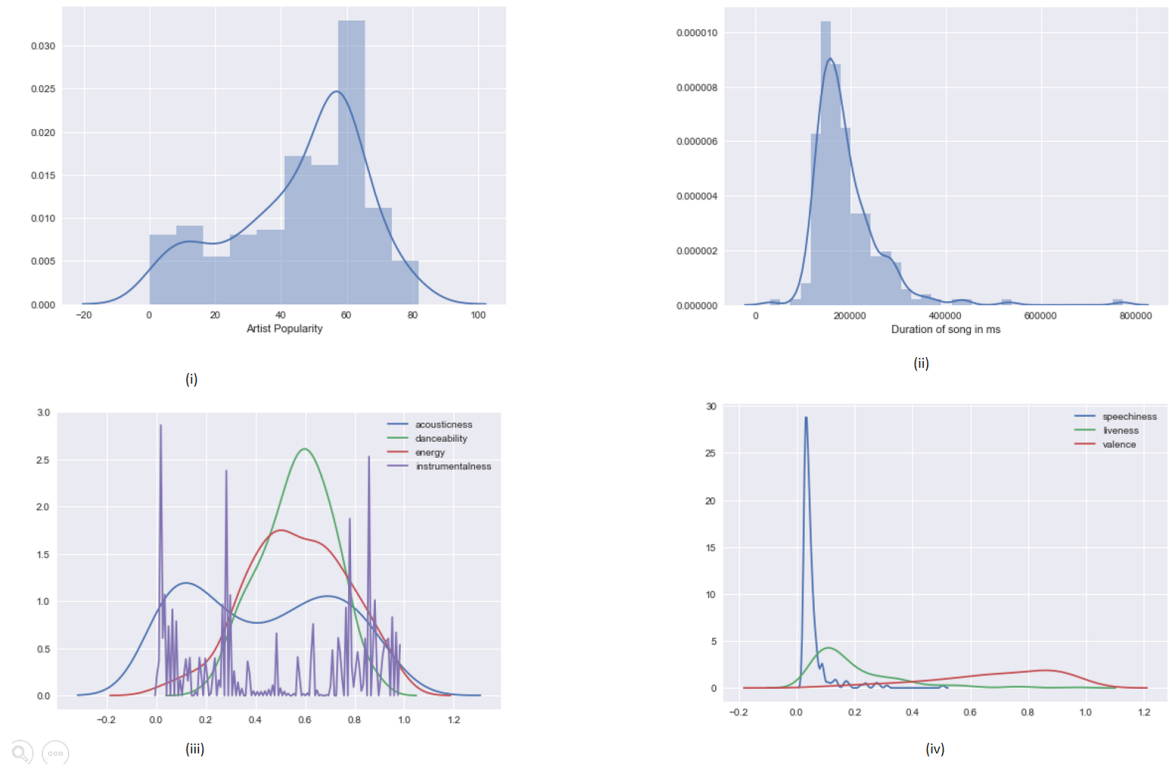 0.030
0.025
0.020
0.015
0.010
0.005
0.000
−20 0 20 40 60 80 100
Artist Popularity
(i)
0.000010
0.000008
0.000006
0.000004
0.000002
0.000000
0 200000 400000 600000 800000
Duration of song in ms
(ii)
3.0
2.5
2.0
1.5
1.0
0.5
0.0
−0.2 0.0 0.2 0.4 0.6 0.8 1.0 1.2
acousticness
danceability
energy
instrumentalness
(iii)
30
25
20
15
10
5
0
−0.2 0.0 0.2 0.4 0.6 0.8 1.0 1.2
speechiness
liveness
valence
(iv)